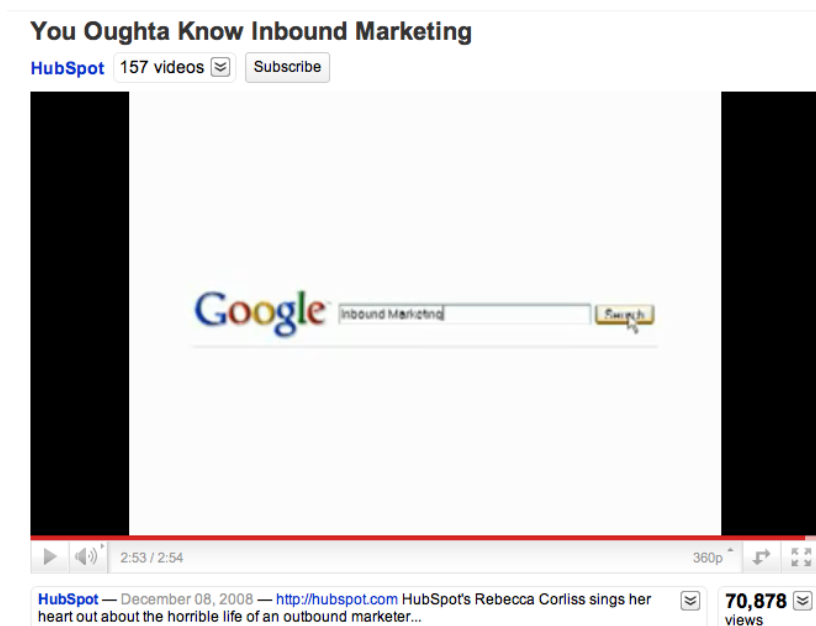 You Oughta Know Inbound Marketing
HubSpot 157 videos Subscribe
Google Inbound Marketing Search
2:53 / 2:54 360p
HubSpot — December 08, 2008 — http://hubspot.com HubSpot's Rebecca Corliss sings her
heart out about the horrible life of an outbound marketer...
70,878
views